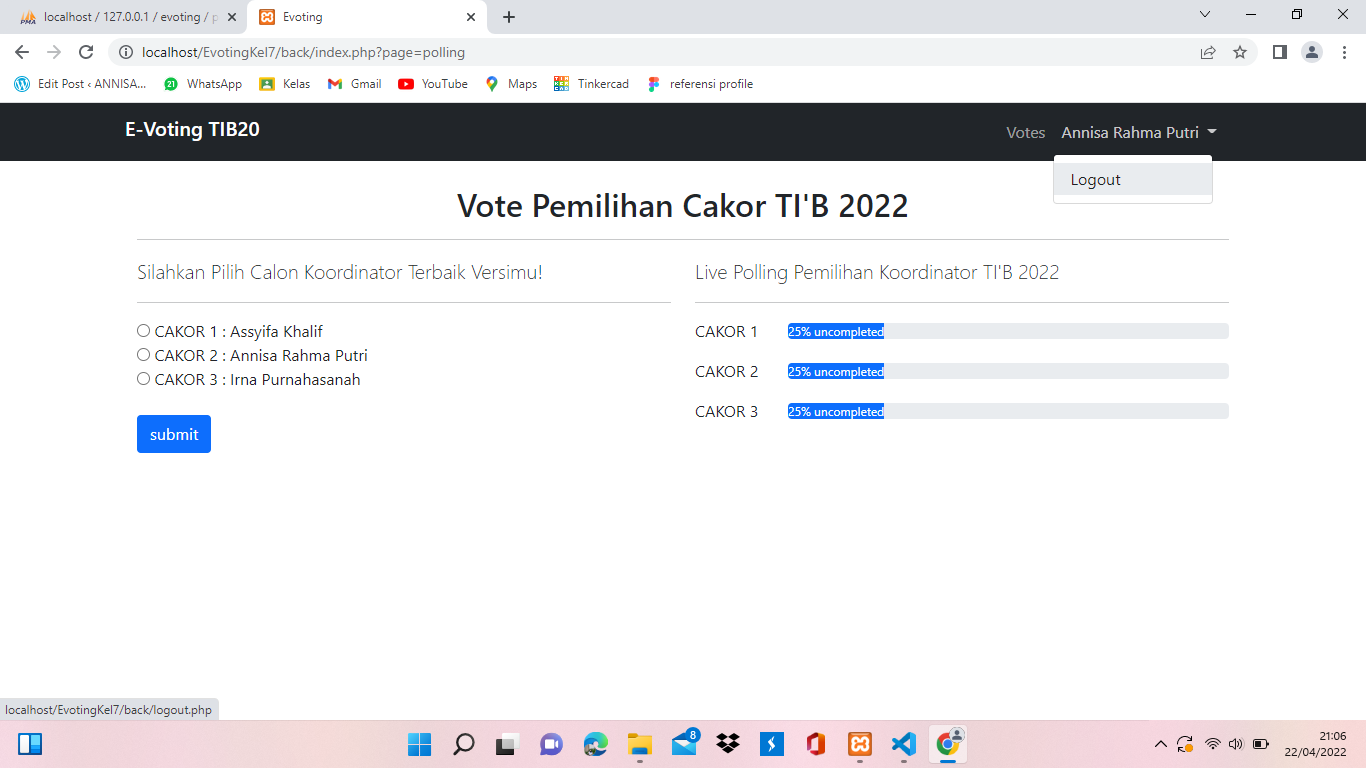 PMA localhost / 127.0.0.1 / evoting / p
Evoting
localhost/EvotingKel7/back/index.php?page=polling
Edit Post ‹ ANNISA... 21 WhatsApp Kelas Gmail YouTube Maps Tinkercad referensi profile
E-Voting TIB20
Votes Annisa Rahma Putri
Logout
Vote Pemilihan Cakor TI'B 2022
Silahkan Pilih Calon Koordinator Terbaik Versimu!
CAKOR 1 : Assyifa Khalif
CAKOR 2 : Annisa Rahma Putri
CAKOR 3 : Irna Purnahasanah
submit
Live Polling Pemilihan Koordinator TI'B 2022
CAKOR 1 25% uncompleted
CAKOR 2 25% uncompleted
CAKOR 3 25% uncompleted
localhost/EvotingKel7/back/logout.php
8
21:06
22/04/2022